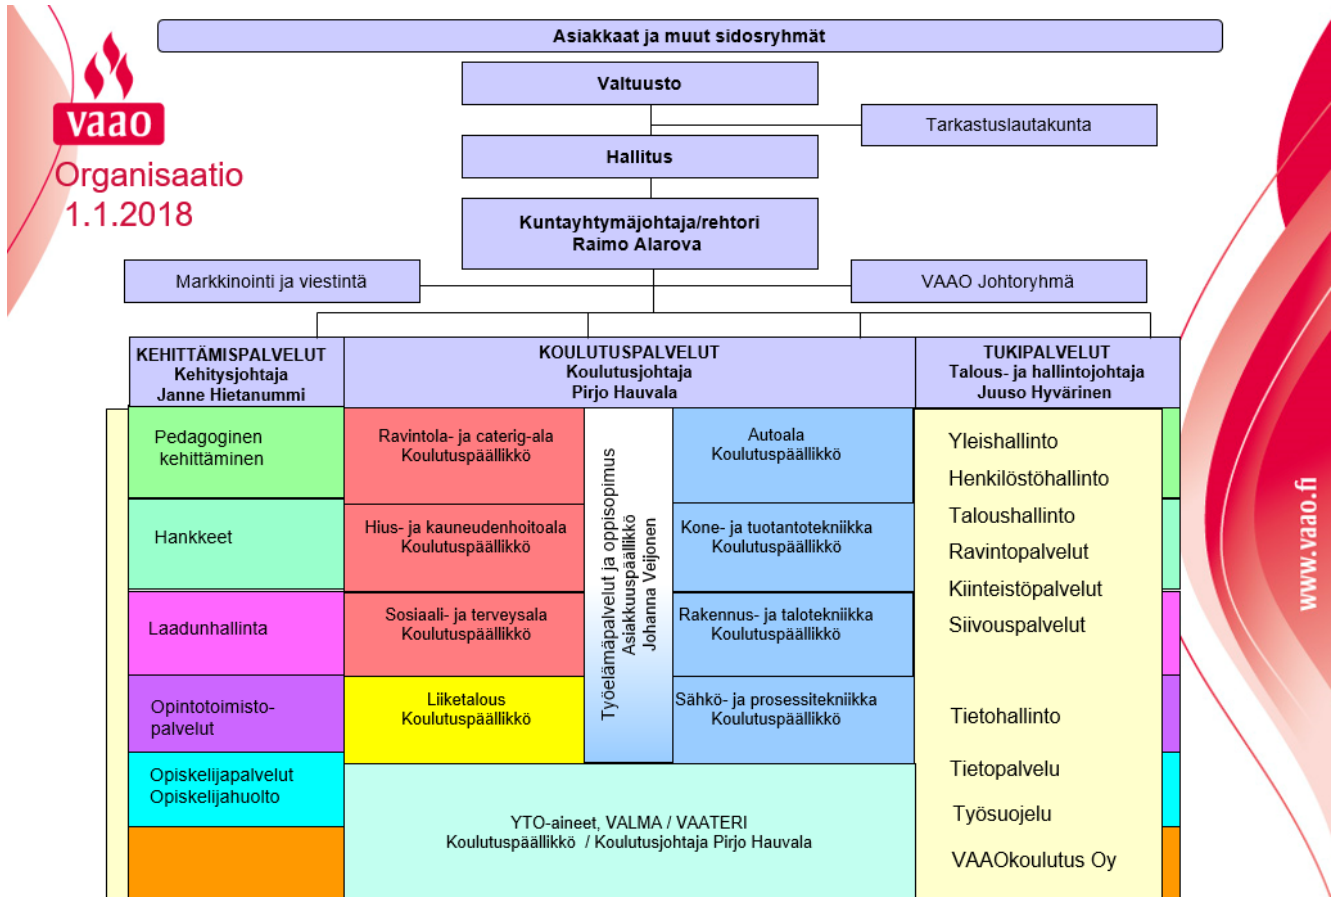 Asiakkaat ja muut sidosryhmät
vaao
Organisaatio
1.1.2018
Valtuusto
Tarkastuslautakunta
Hallitus
Kuntayhtymäjohtaja/rehtori
Raimo Alarova
Markkinointi ja viestintä
VAAO Johtoryhmä
KEHITTÄMISPALVELUT
Kehitysjohtaja
Janne Hietanummi
KOULUTUSPALVELUT
Koulutusjohtaja
Pirjo Hauvala
TUKIPALVELUT
Talous- ja hallintojohtaja
Juuso Hyvärinen
Pedagoginen
kehittäminen
Hankkeet
Laadunhallinta
Opintotoimisto-
palvelut
Opiskelijapalvelut
Opiskelijahuolto
Ravintola- ja caterig-ala
Koulutuspäällikkö
Hius- ja kauneudenhoitoala
Koulutuspäällikkö
Sosiaali- ja terveysala
Koulutuspäällikkö
Liiketalous
Koulutuspäällikkö
Työelämäpalvelut ja oppisopimus
Asiakkuuspäällikkö
Johanna Veijonen
Autoala
Koulutuspäällikkö
Kone- ja tuotantotekniikka
Koulutuspäällikkö
Rakennus- ja talotekniikka
Koulutuspäällikkö
Sähkö- ja prosessitekniikka
Koulutuspäällikkö
YTO-aineet, VALMA / VAATERI
Koulutuspäällikkö / Koulutusjohtaja Pirjo Hauvala
Yleishallinto
Henkilöstöhallinto
Taloushallinto
Ravintopalvelut
Kiinteistöpalvelut
Siivouspalvelut
Tietohallinto
Tietopalvelu
Työsuojelu
VAAOkoulutus Oy
www.vaao.fi